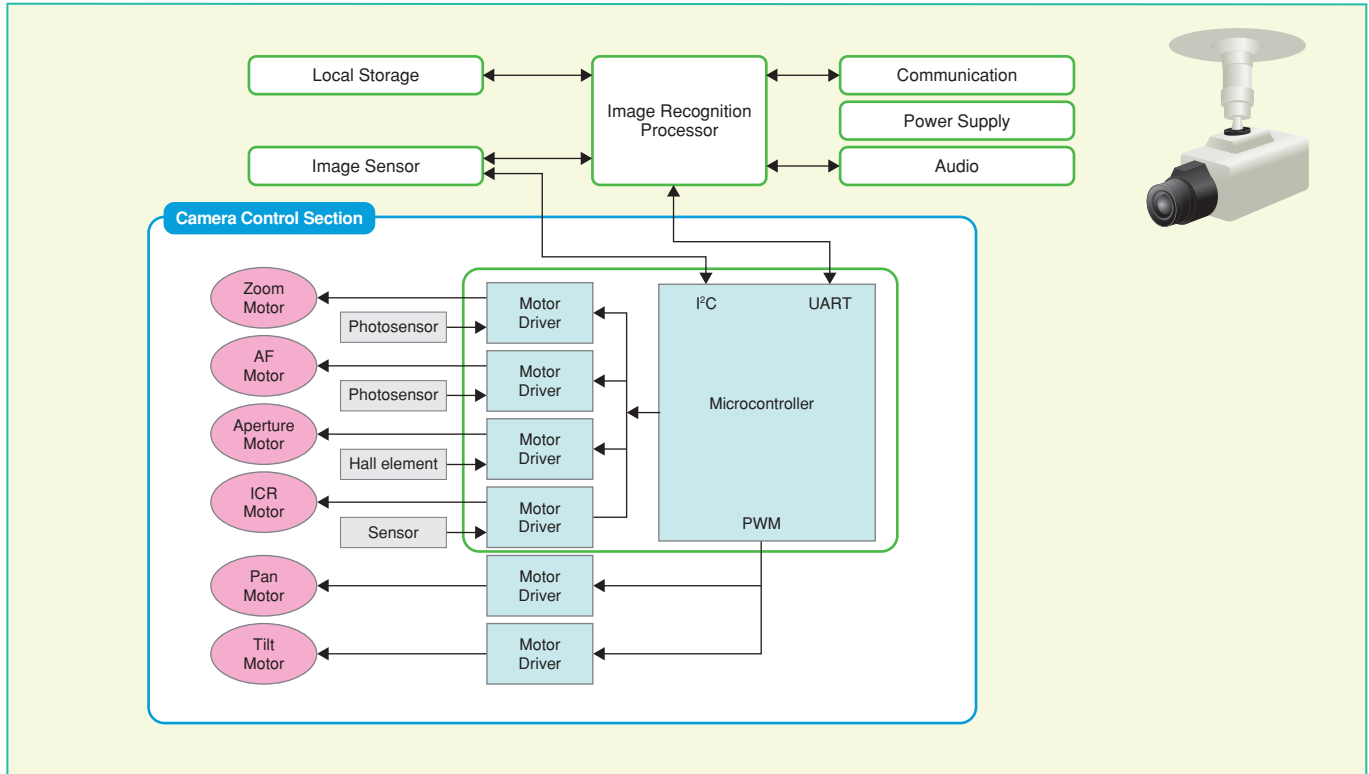 Local Storage
Image Recognition
Processor
Communication
Power Supply
Image Sensor
Audio
Camera Control Section
Zoom
Motor
Photosensor
Motor
Driver
I²C
UART
AF
Motor
Photosensor
Motor
Driver
Microcontroller
Aperture
Motor
Hall element
Motor
Driver
ICR
Motor
Sensor
Motor
Driver
PWM
Pan
Motor
Motor
Driver
Tilt
Motor
Motor
Driver